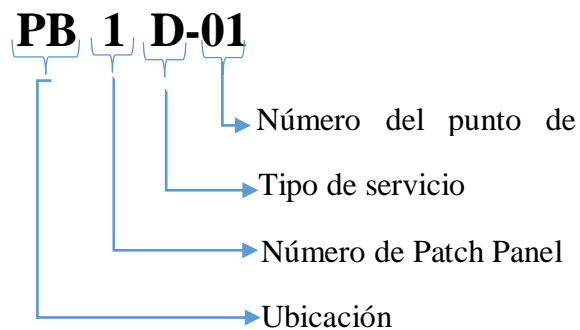 PB 1 D-01
Número del punto de
Tipo de servicio
Número de Patch Panel
Ubicación